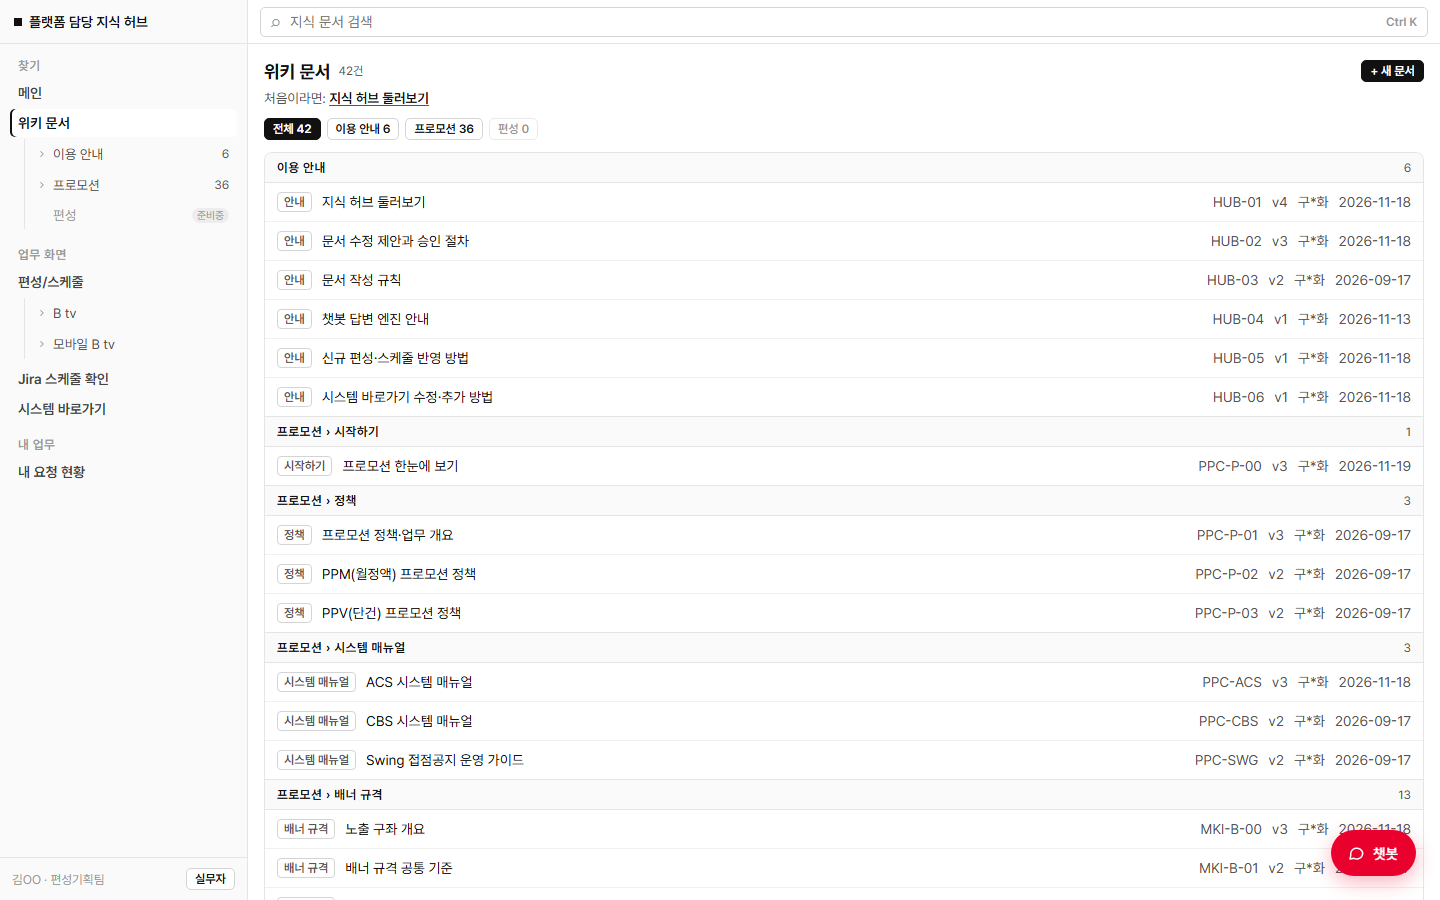 플랫폼 담당 지식 허브
지식 문서 검색
Ctrl K
찾기
메인
위키 문서
이용 안내 6
프로모션 36
편성 준비중
업무 화면
편성/스케줄
B tv
모바일 B tv
Jira 스케줄 확인
시스템 바로가기
내 업무
내 요청 현황
김OO · 편성기획팀 실무자
위키 문서 42건
+ 새 문서
처음이라면: 지식 허브 둘러보기
전체 42 이용 안내 6 프로모션 36 편성 0
이용 안내 6
안내 지식 허브 둘러보기 HUB-01 v4 구*화 2026-11-18
안내 문서 수정 제안과 승인 절차 HUB-02 v3 구*화 2026-11-18
안내 문서 작성 규칙 HUB-03 v2 구*화 2026-09-17
안내 챗봇 답변 엔진 안내 HUB-04 v1 구*화 2026-11-13
안내 신규 편성·스케줄 반영 방법 HUB-05 v1 구*화 2026-11-18
안내 시스템 바로가기 수정·추가 방법 HUB-06 v1 구*화 2026-11-18
프로모션 › 시작하기 1
시작하기 프로모션 한눈에 보기 PPC-P-00 v3 구*화 2026-11-19
프로모션 › 정책 3
정책 프로모션 정책·업무 개요 PPC-P-01 v3 구*화 2026-09-17
정책 PPM(월정액) 프로모션 정책 PPC-P-02 v2 구*화 2026-09-17
정책 PPV(단건) 프로모션 정책 PPC-P-03 v2 구*화 2026-09-17
프로모션 › 시스템 매뉴얼 3
시스템 매뉴얼 ACS 시스템 매뉴얼 PPC-ACS v3 구*화 2026-11-18
시스템 매뉴얼 CBS 시스템 매뉴얼 PPC-CBS v2 구*화 2026-09-17
시스템 매뉴얼 Swing 접점공지 운영 가이드 PPC-SWG v2 구*화 2026-09-17
프로모션 › 배너 규격 13
배너 규격 노출 구좌 개요 MKI-B-00 v3 구*화 2026-11-18
배너 규격 배너 규격 공통 기준 MKI-B-01 v2 구*화
챗봇